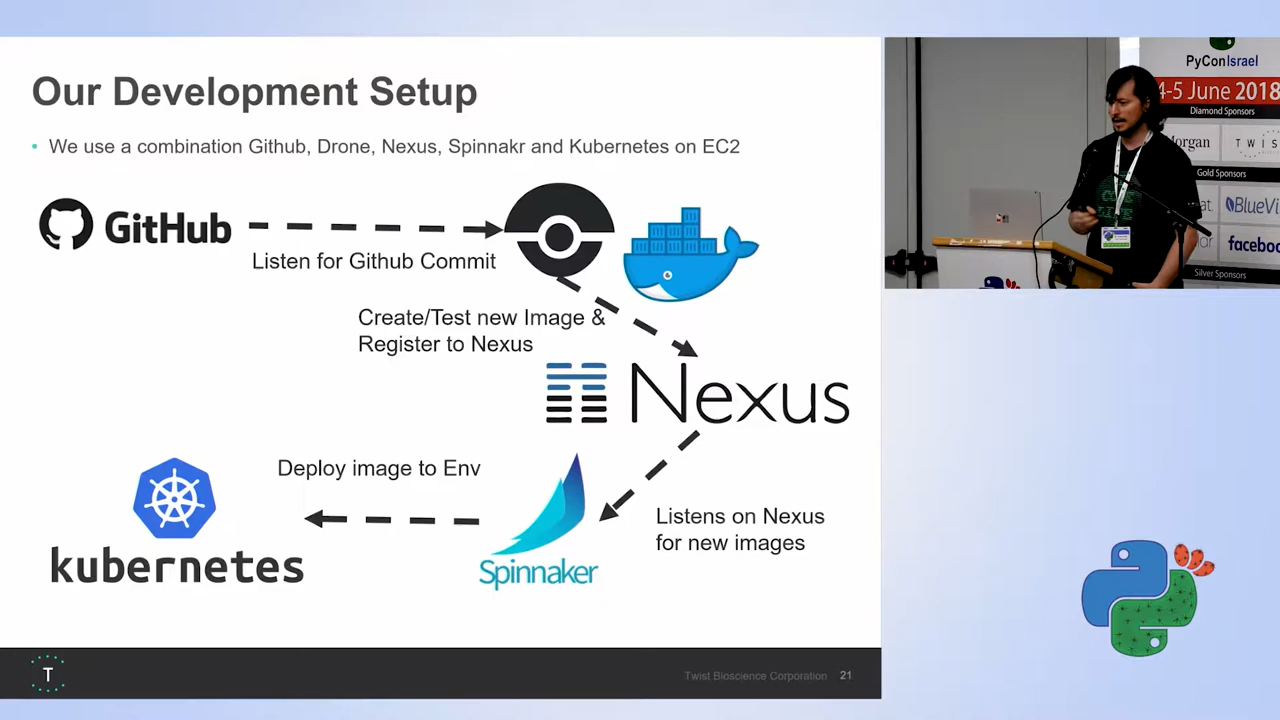 Our Development Setup
• We use a combination Github, Drone, Nexus, Spinnakr and Kubernetes on EC2
GitHub
Listen for Github Commit
Create/Test new Image &
Register to Nexus
Nexus
Deploy image to Env
Listens on Nexus
for new images
kubernetes
Spinnaker
T
Twist Bioscience Corporation 21
PyConIsrael
4-5 June 2018
Diamond Sponsors
TWIS
Gold Sponsors
BlueVi
faceboo
Silver Sponsors